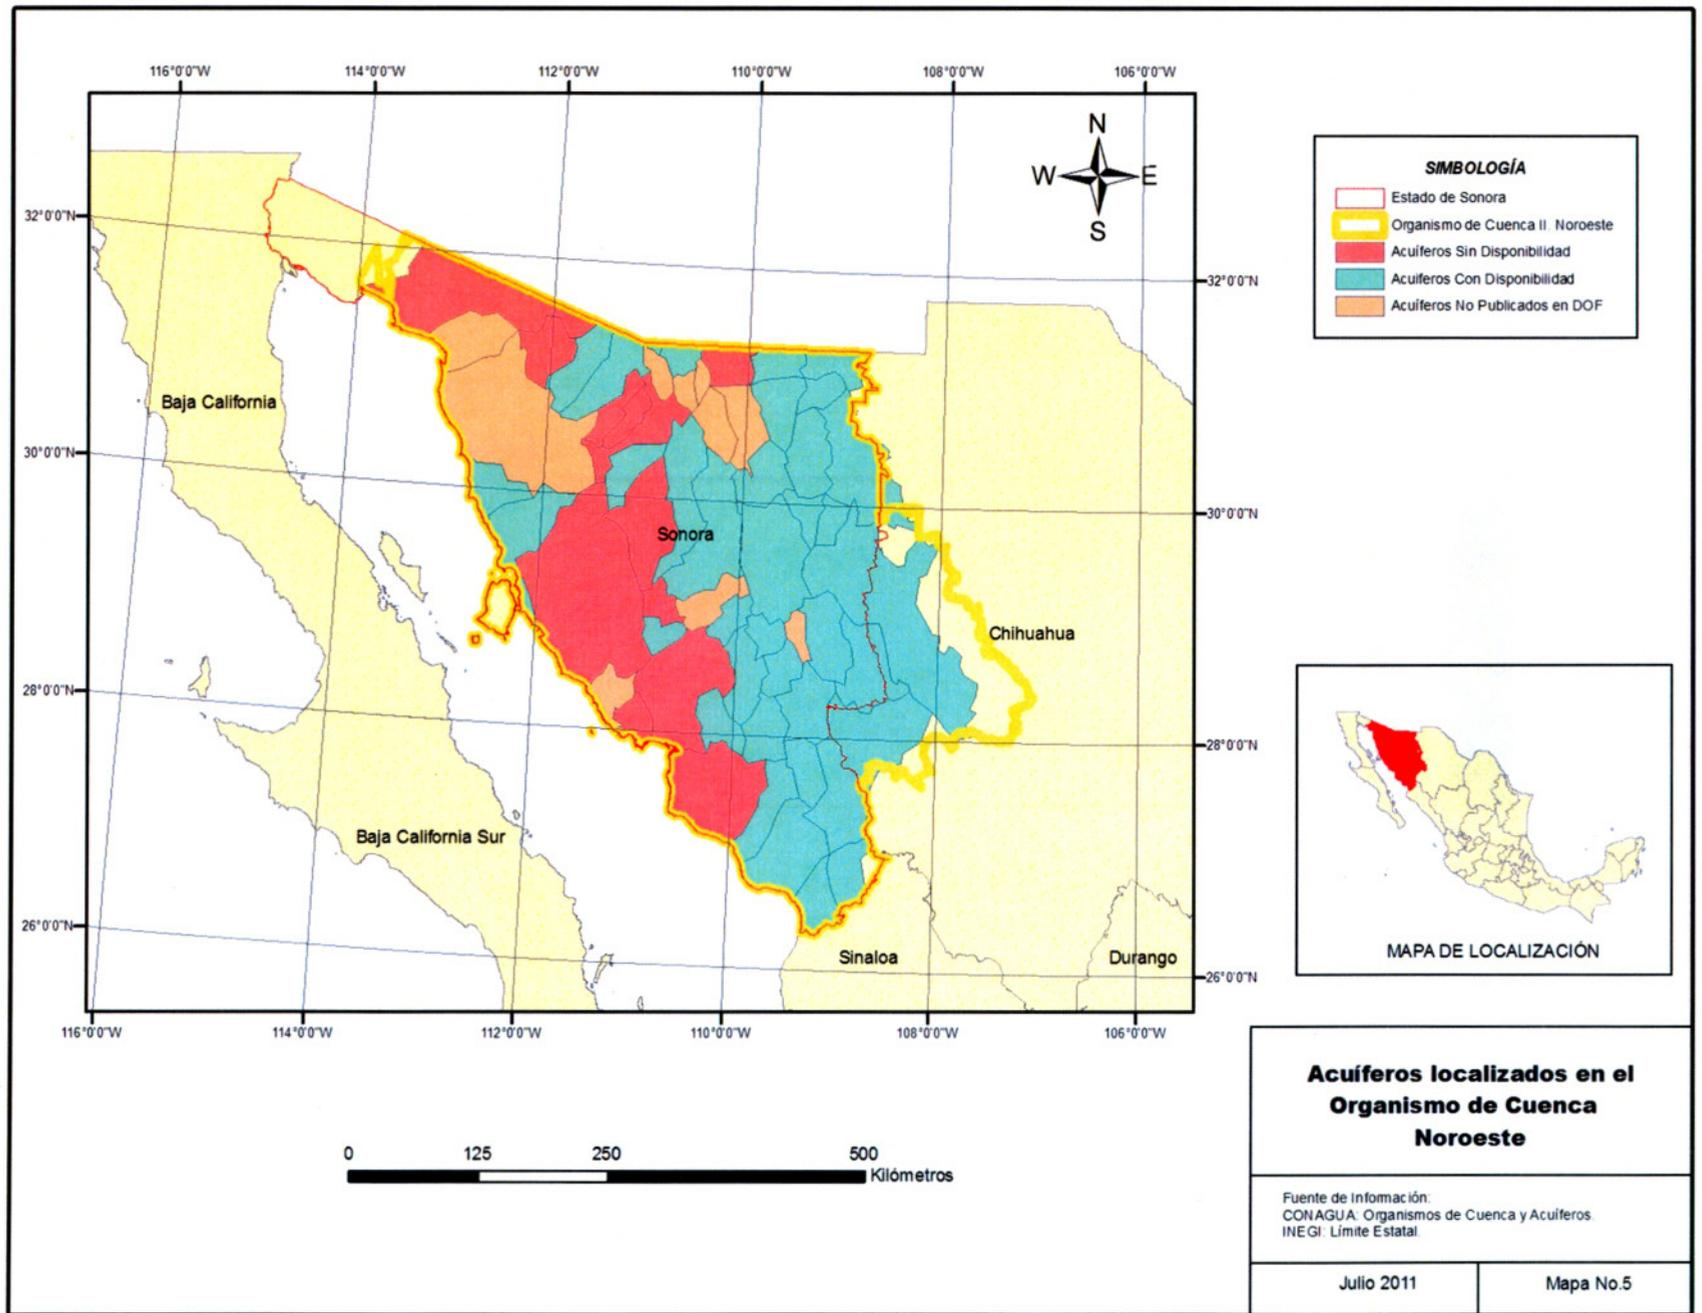 116°0'0"W
114°0'0"W
112°0'0"W
110°0'0"W
108°0'0"W
106°0'0"W
N
W
E
S
32°0'0"N
32°0'0"N
30°0'0"N
30°0'0"N
28°0'0"N
28°0'0"N
26°0'0"N
26°0'0"N
Baja California
Sonora
Chihuahua
Baja California Sur
Sinaloa
Durango
116°0'0"W
114°0'0"W
112°0'0"W
110°0'0"W
108°0'0"W
106°0'0"W
0
125
250
500
Kilómetros
SIMBOLOGÍA
Estado de Sonora
Organismo de Cuenca II. Noroeste
Acuíferos Sin Disponibilidad
Acuiferos Con Disponibilidad
Acuíferos No Publicados en DOF
MAPA DE LOCALIZACIÓN
Acuíferos localizados en el
Organismo de Cuenca
Noroeste
Fuente de Información:
CONAGUA: Organismos de Cuenca y Acuíferos.
INEGI: Límite Estatal.
Julio 2011
Mapa No.5